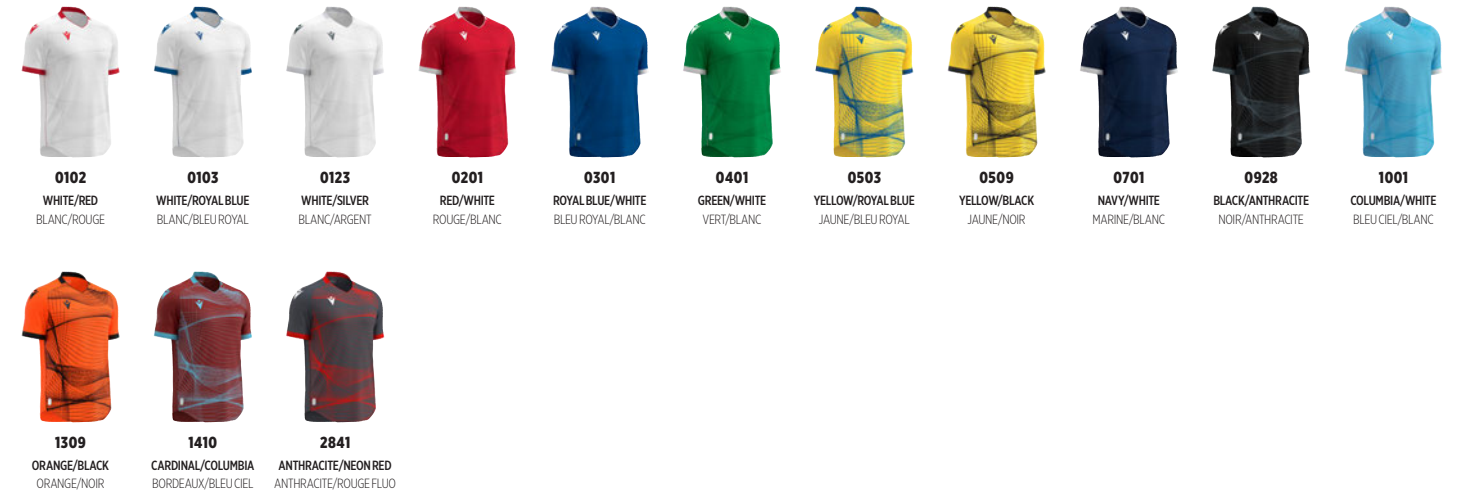 0102
WHITE/RED
BLANC/ROUGE
0103
WHITE/ROYAL BLUE
BLANC/BLEU ROYAL
0123
WHITE/SILVER
BLANC/ARGENT
0201
RED/WHITE
ROUGE/BLANC
0301
ROYAL BLUE/WHITE
BLEU ROYAL/BLANC
0401
GREEN/WHITE
VERT/BLANC
0503
YELLOW/ROYAL BLUE
JAUNE/BLEU ROYAL
0509
YELLOW/BLACK
JAUNE/NOIR
0701
NAVY/WHITE
MARINE/BLANC
0928
BLACK/ANTHRACITE
NOIR/ANTHRACITE
1001
COLUMBIA/WHITE
BLEU CIEL/BLANC
1309
ORANGE/BLACK
ORANGE/NOIR
1410
CARDINAL/COLUMBIA
BORDEAUX/BLEU CIEL
2841
ANTHRACITE/NEON RED
ANTHRACITE/ROUGE FLUO